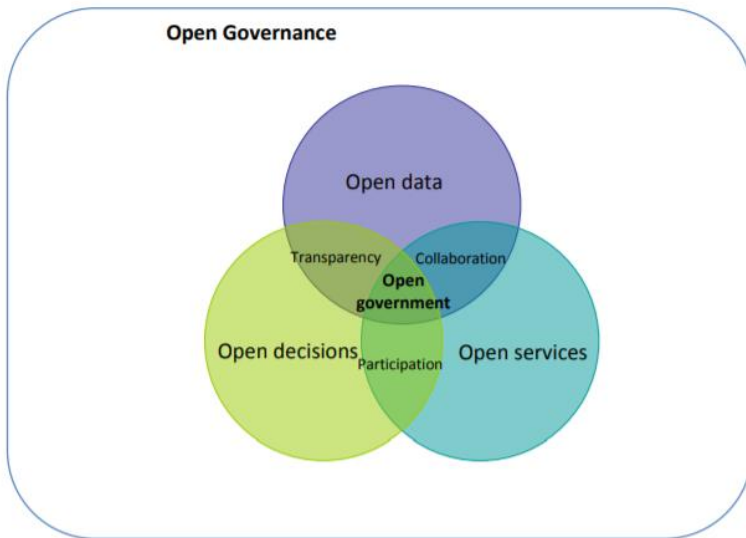 Open Governance
Open data
Transparency
Collaboration
Open
government
Open decisions
Participation
Open services